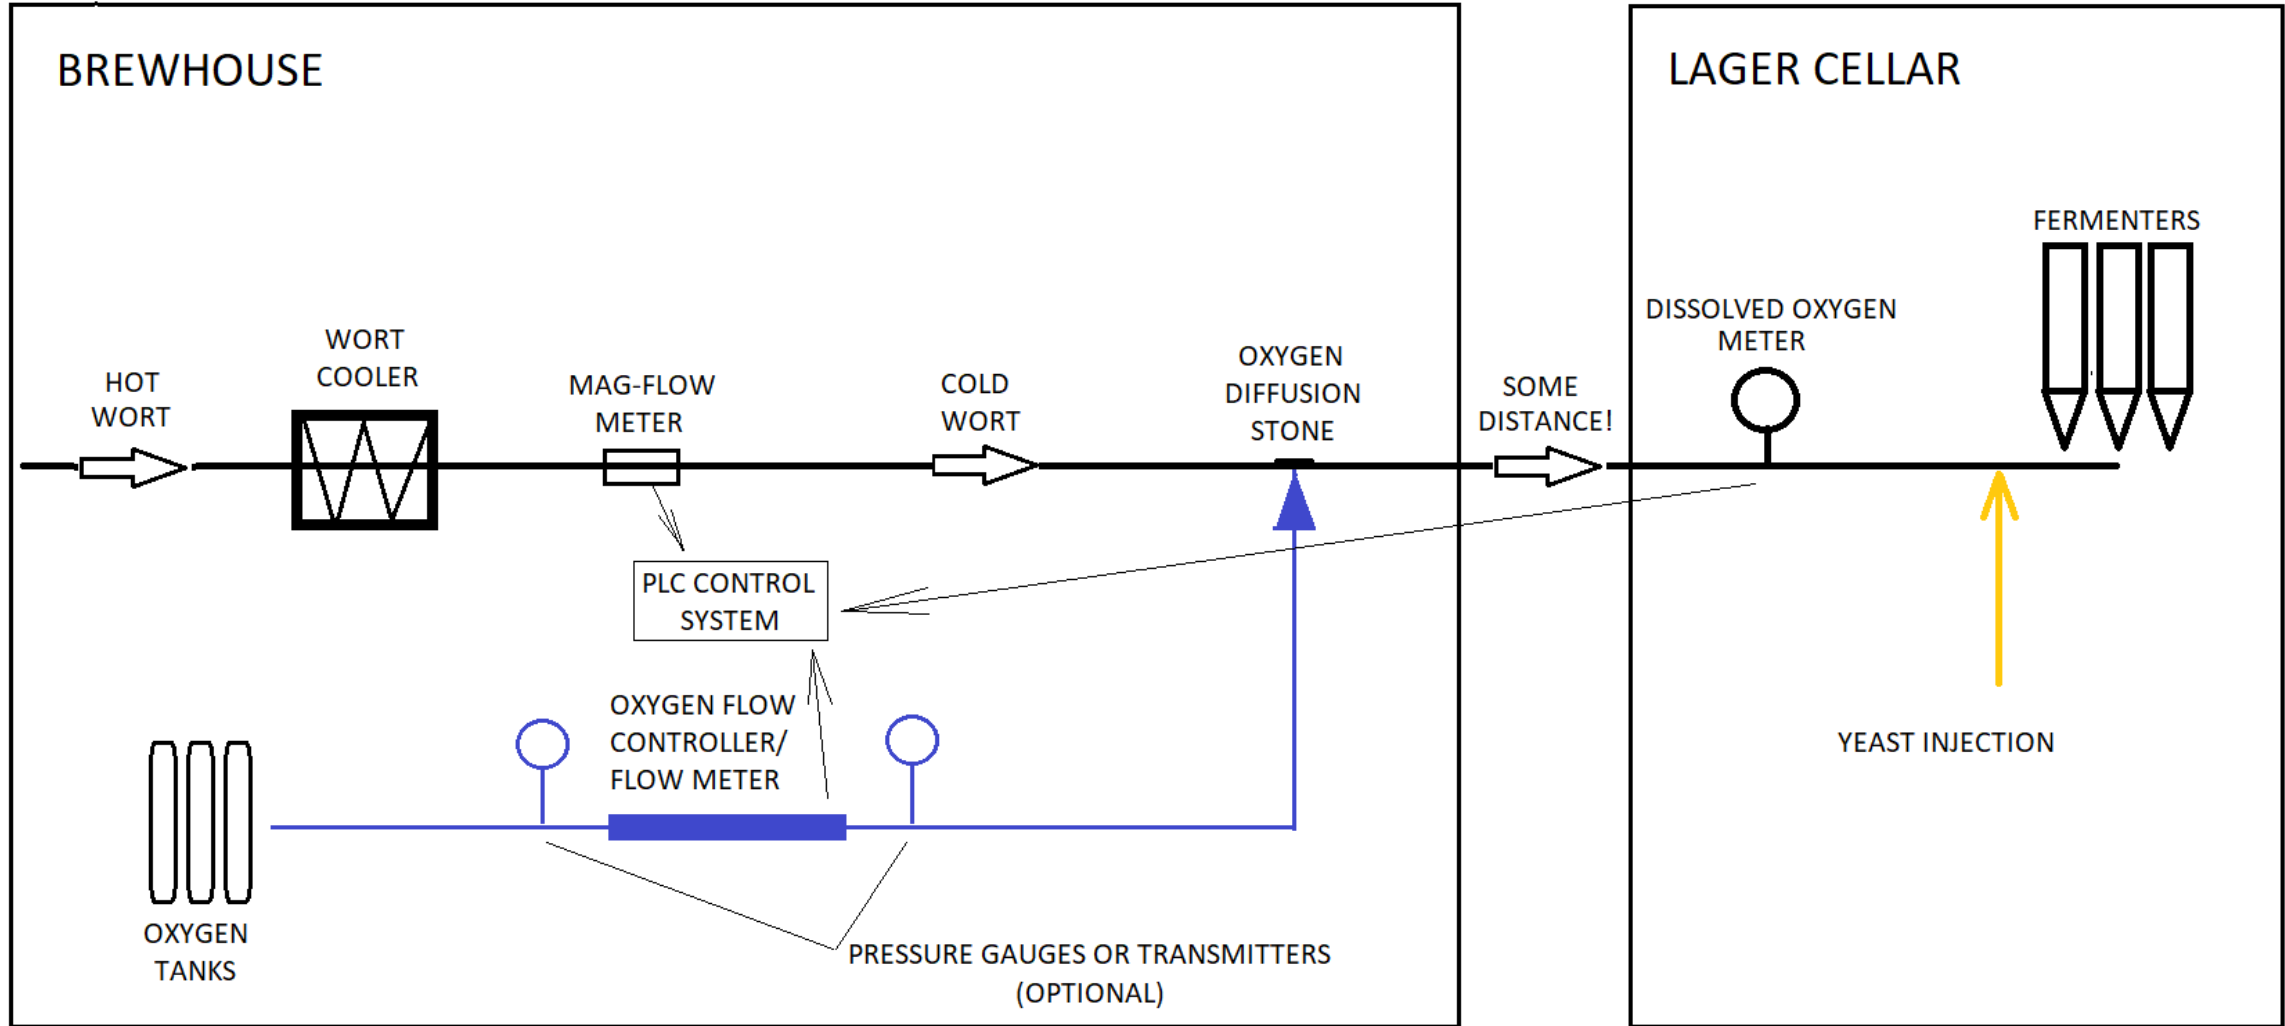 BREWHOUSE
LAGER CELLAR
FERMENTERS
DISSOLVED OXYGEN
METER
WORT
COOLER
HOT
WORT
MAG-FLOW
METER
COLD
WORT
OXYGEN
DIFFUSION
STONE
SOME
DISTANCE!
PLC CONTROL
SYSTEM
OXYGEN FLOW
CONTROLLER/
FLOW METER
YEAST INJECTION
OXYGEN
TANKS
PRESSURE GAUGES OR TRANSMITTERS
(OPTIONAL)